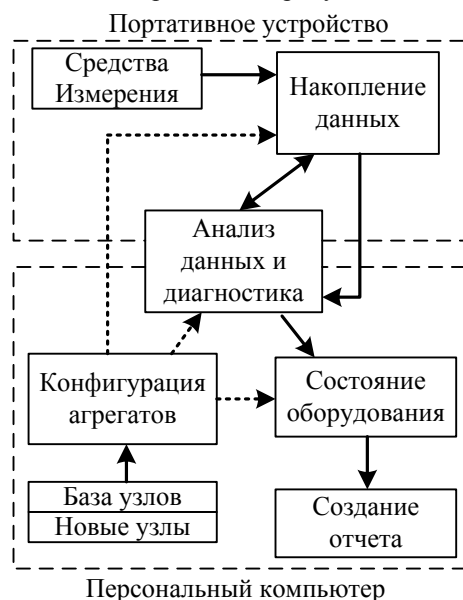 Портативное устройство
Средства
Измерения
Накопление
данных
Анализ
данных и
диагностика
Конфигурация
агрегатов
Состояние
оборудования
База узлов
Новые узлы
Создание
отчета
Персональный компьютер